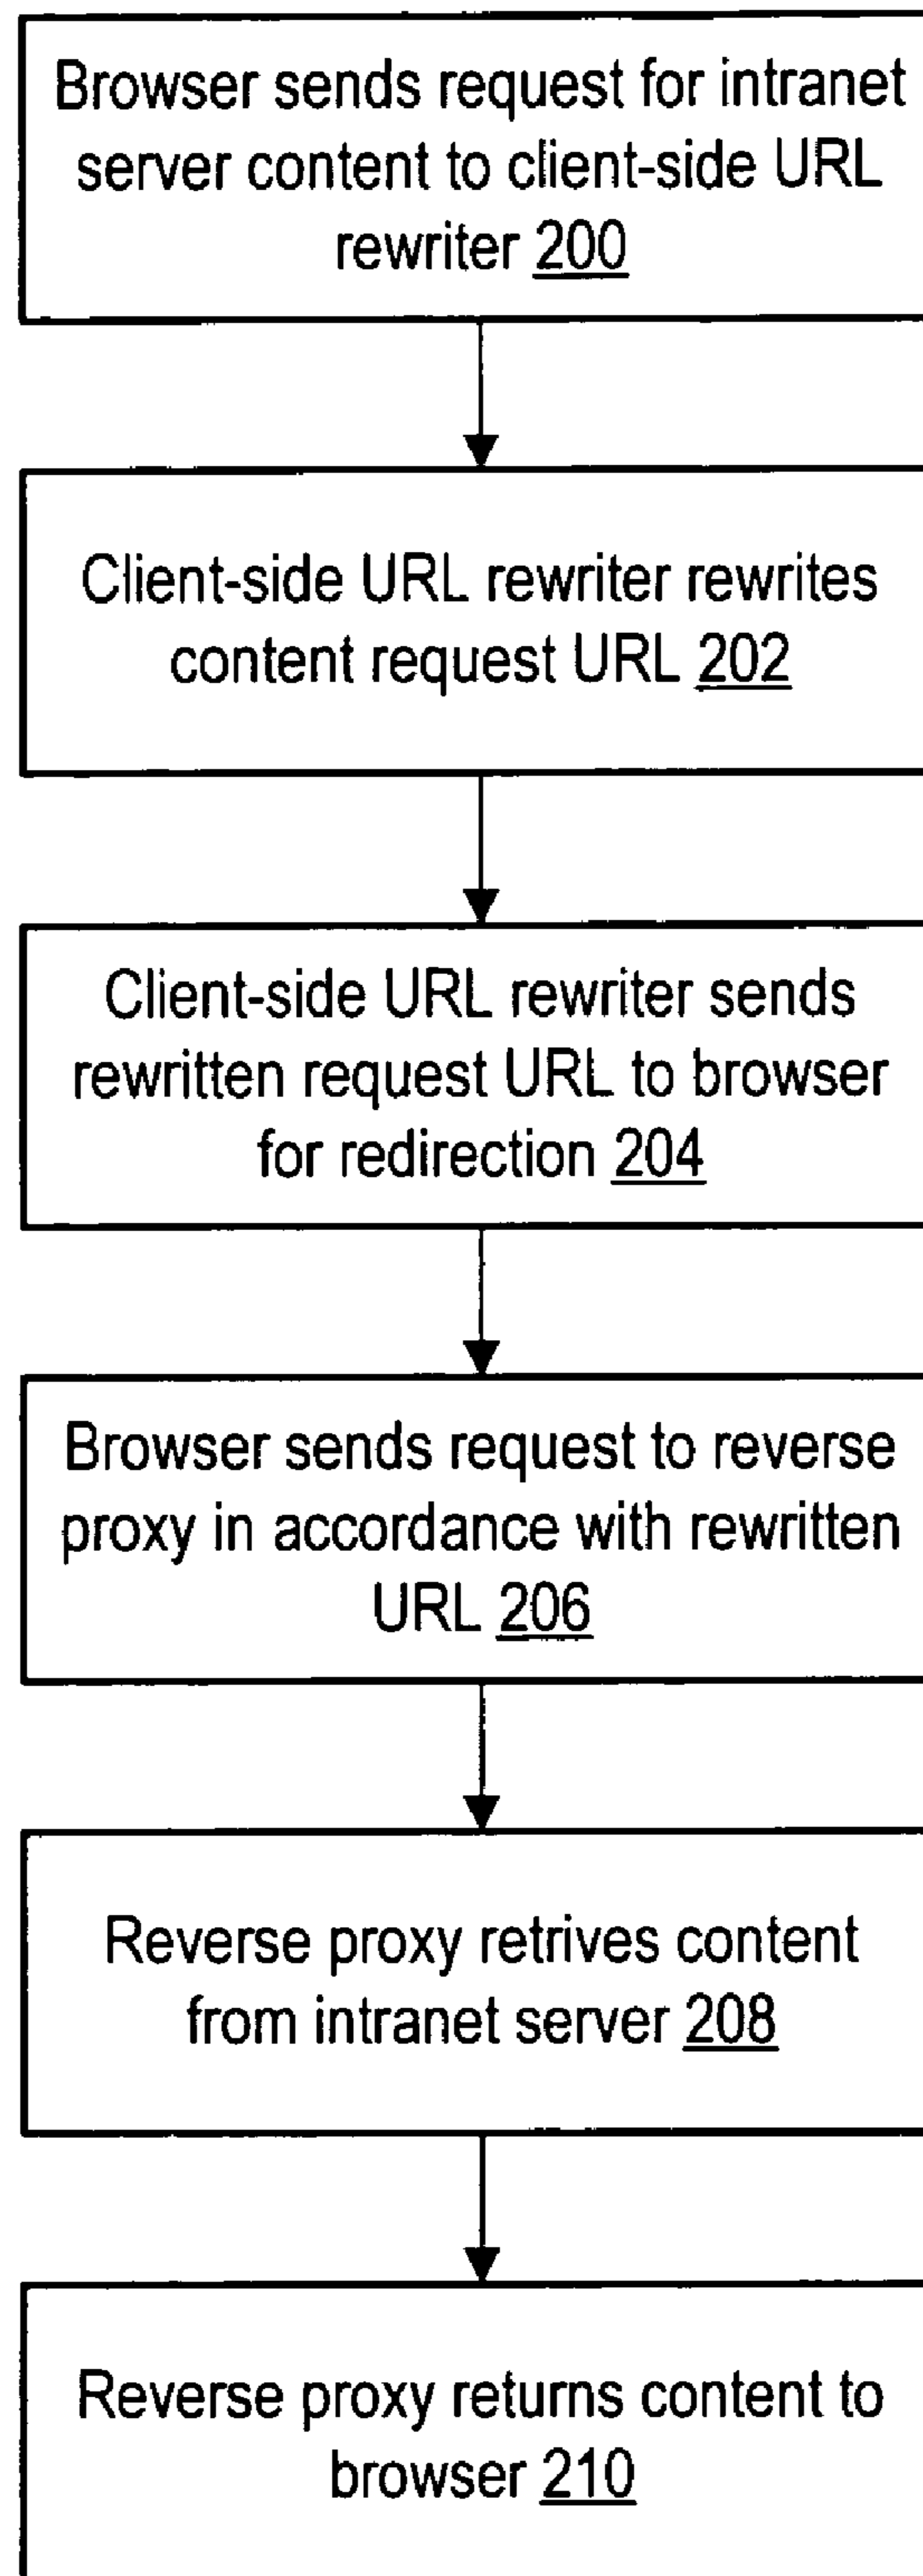 Browser sends request for intranet
server content to client-side URL
rewriter 200
Client-side URL rewriter rewrites
content request URL 202
Client-side URL rewriter sends
rewritten request URL to browser
for redirection 204
Browser sends request to reverse
proxy in accordance with rewritten
URL 206
Reverse proxy retrives content
from intranet server 208
Reverse proxy returns content to
browser 210